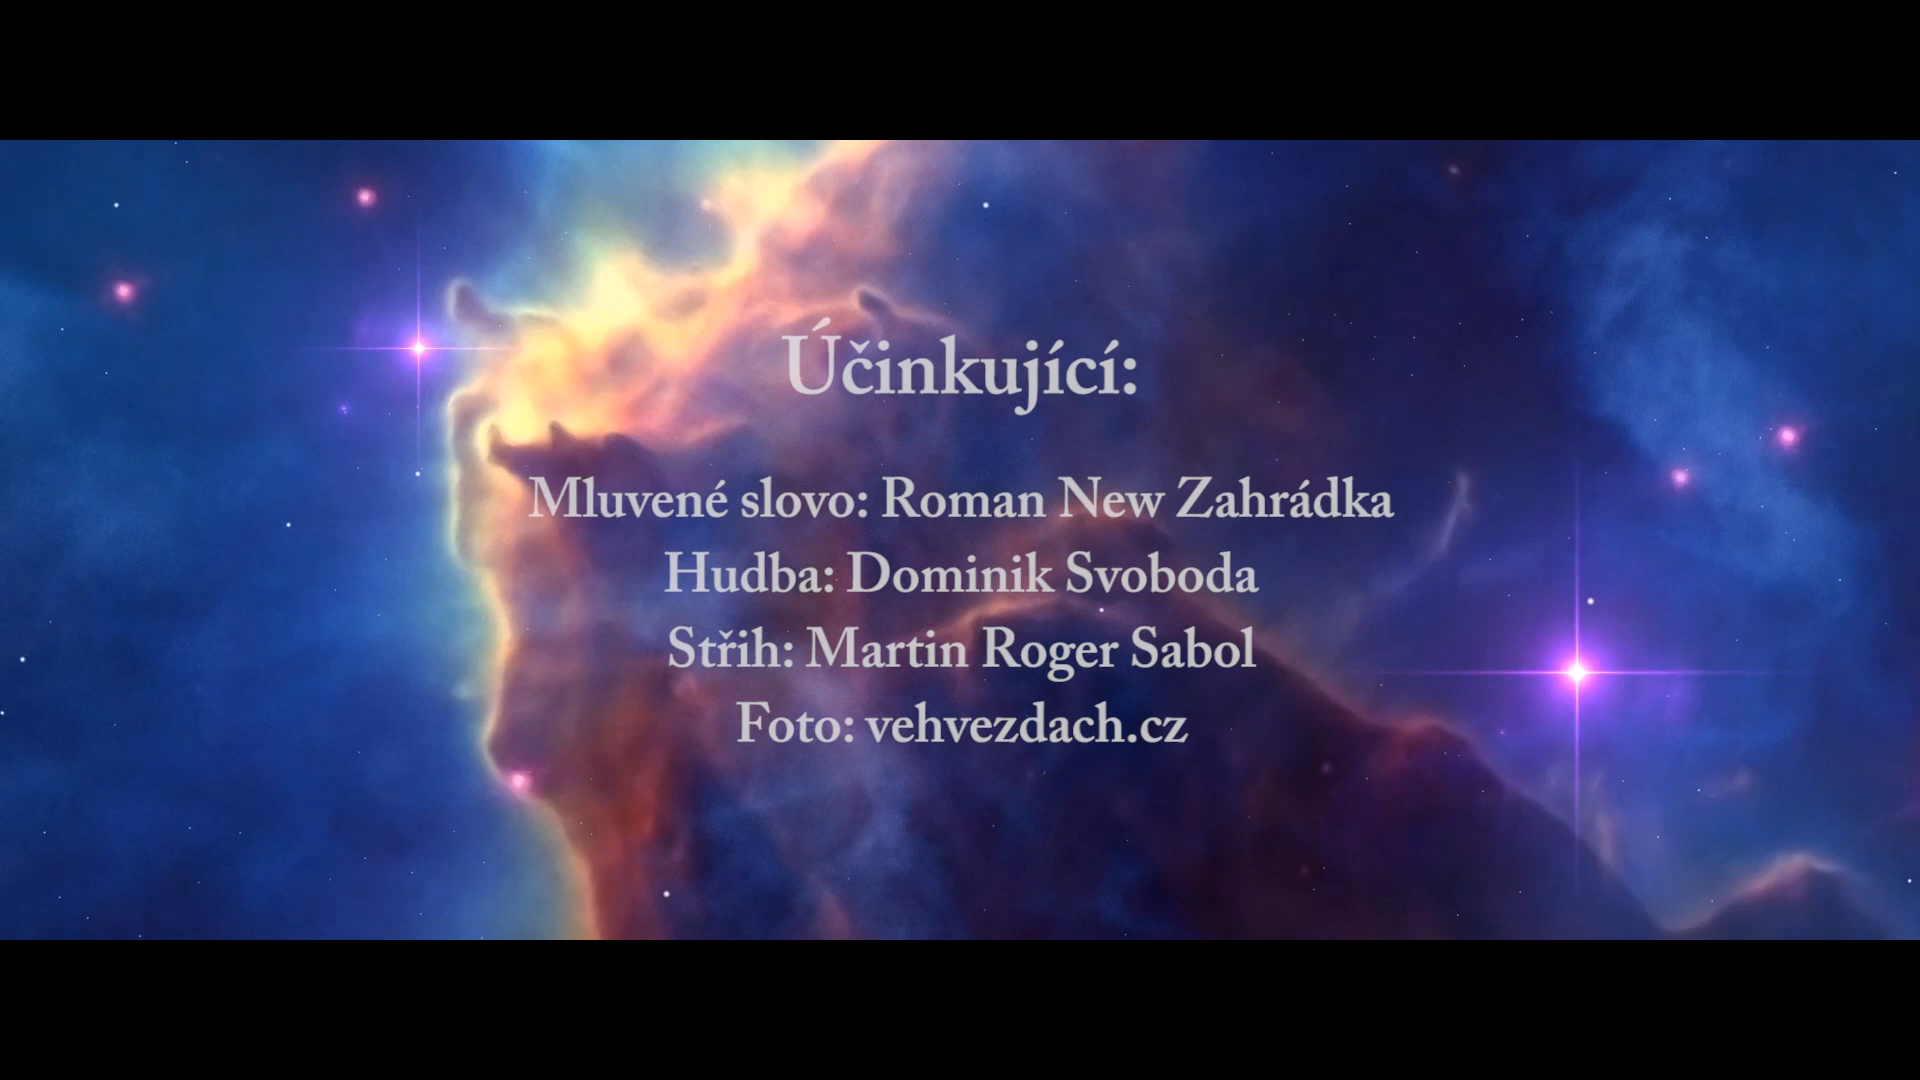 Účinkující:
Mluvené slovo: Roman New Zahrádka
Hudba: Dominik Svoboda
Střih: Martin Roger Sabol
Foto: vehvezdach.cz